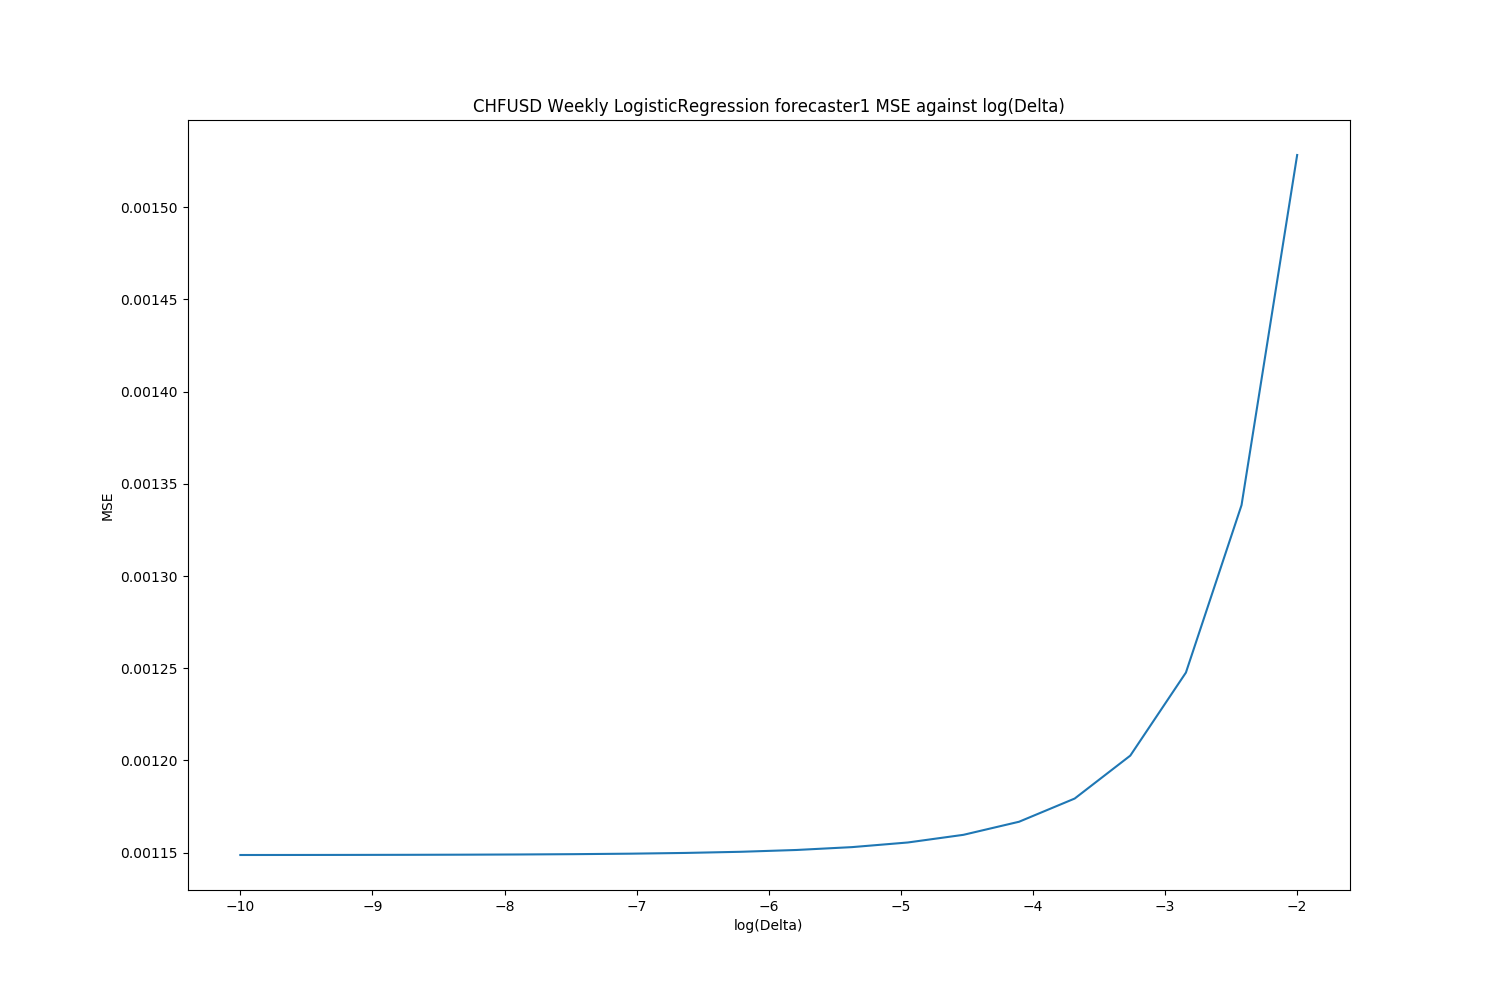 CHFUSD Weekly LogisticRegression forecaster1 MSE against log(Delta)
0.00150
0.00145
0.00140
0.00135
0.00130
0.00125
0.00120
0.00115
MSE
−10 −9 −8 −7 −6 −5 −4 −3 −2
log(Delta)